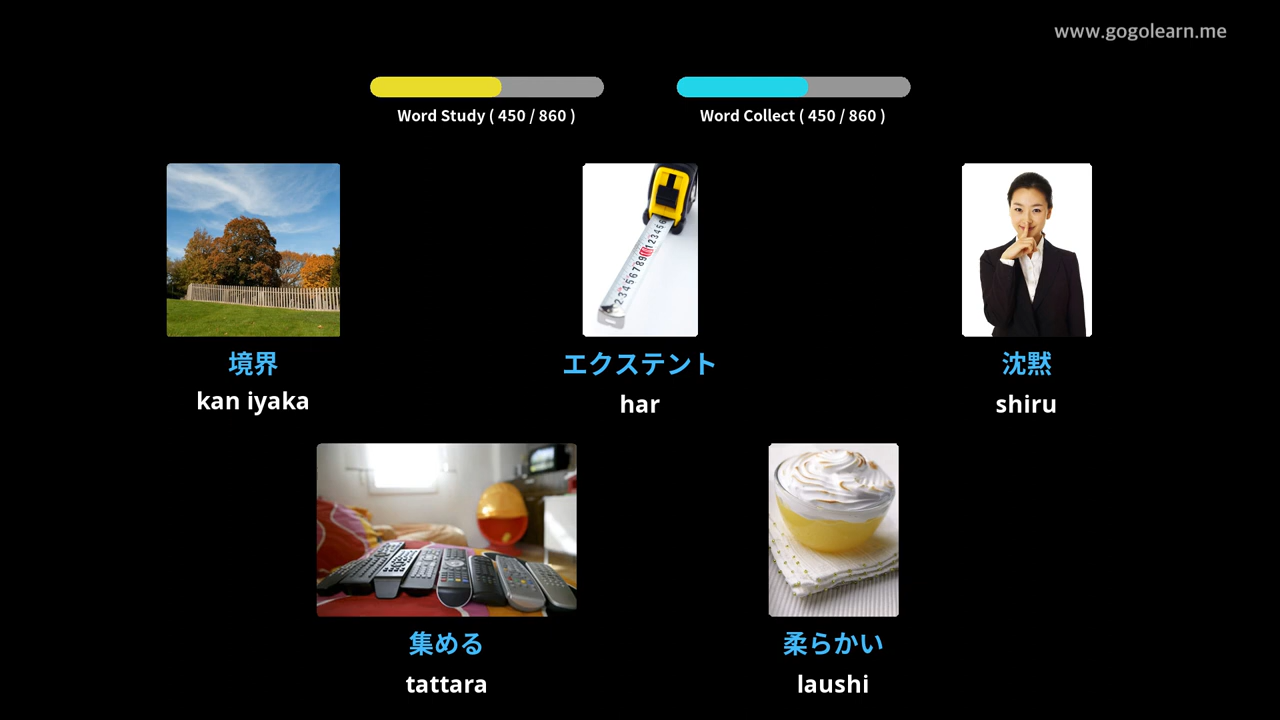 www.gogolearn.me
Word Study ( 450 / 860 )
Word Collect ( 450 / 860 )
境界
kan iyaka
エクステント
har
沈黙
shiru
集める
tattara
柔らかい
laushi